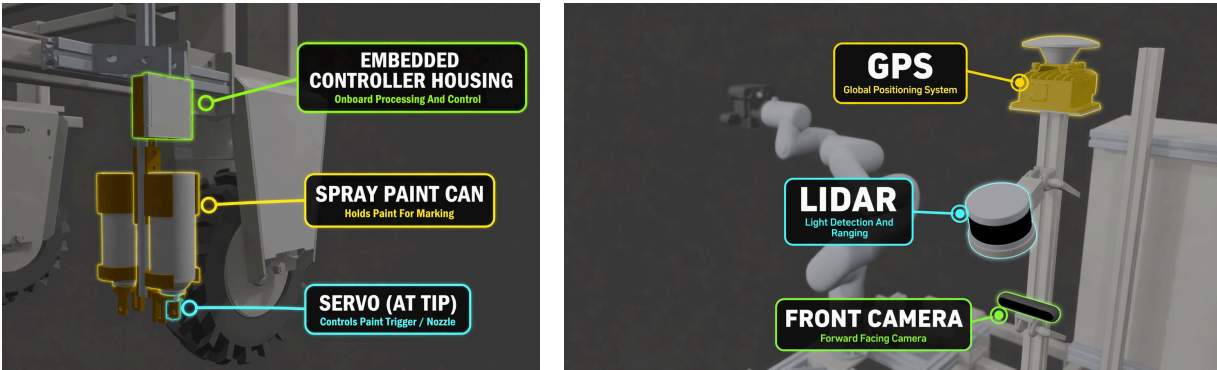 EMBEDDED
CONTROLLER HOUSING
Onboard Processing And Control
SPRAY PAINT CAN
Holds Paint For Marking
SERVO (AT TIP)
Controls Paint Trigger / Nozzle
GPS
Global Positioning System
LIDAR
Light Detection And
Ranging
FRONT CAMERA
Forward Facing Camera